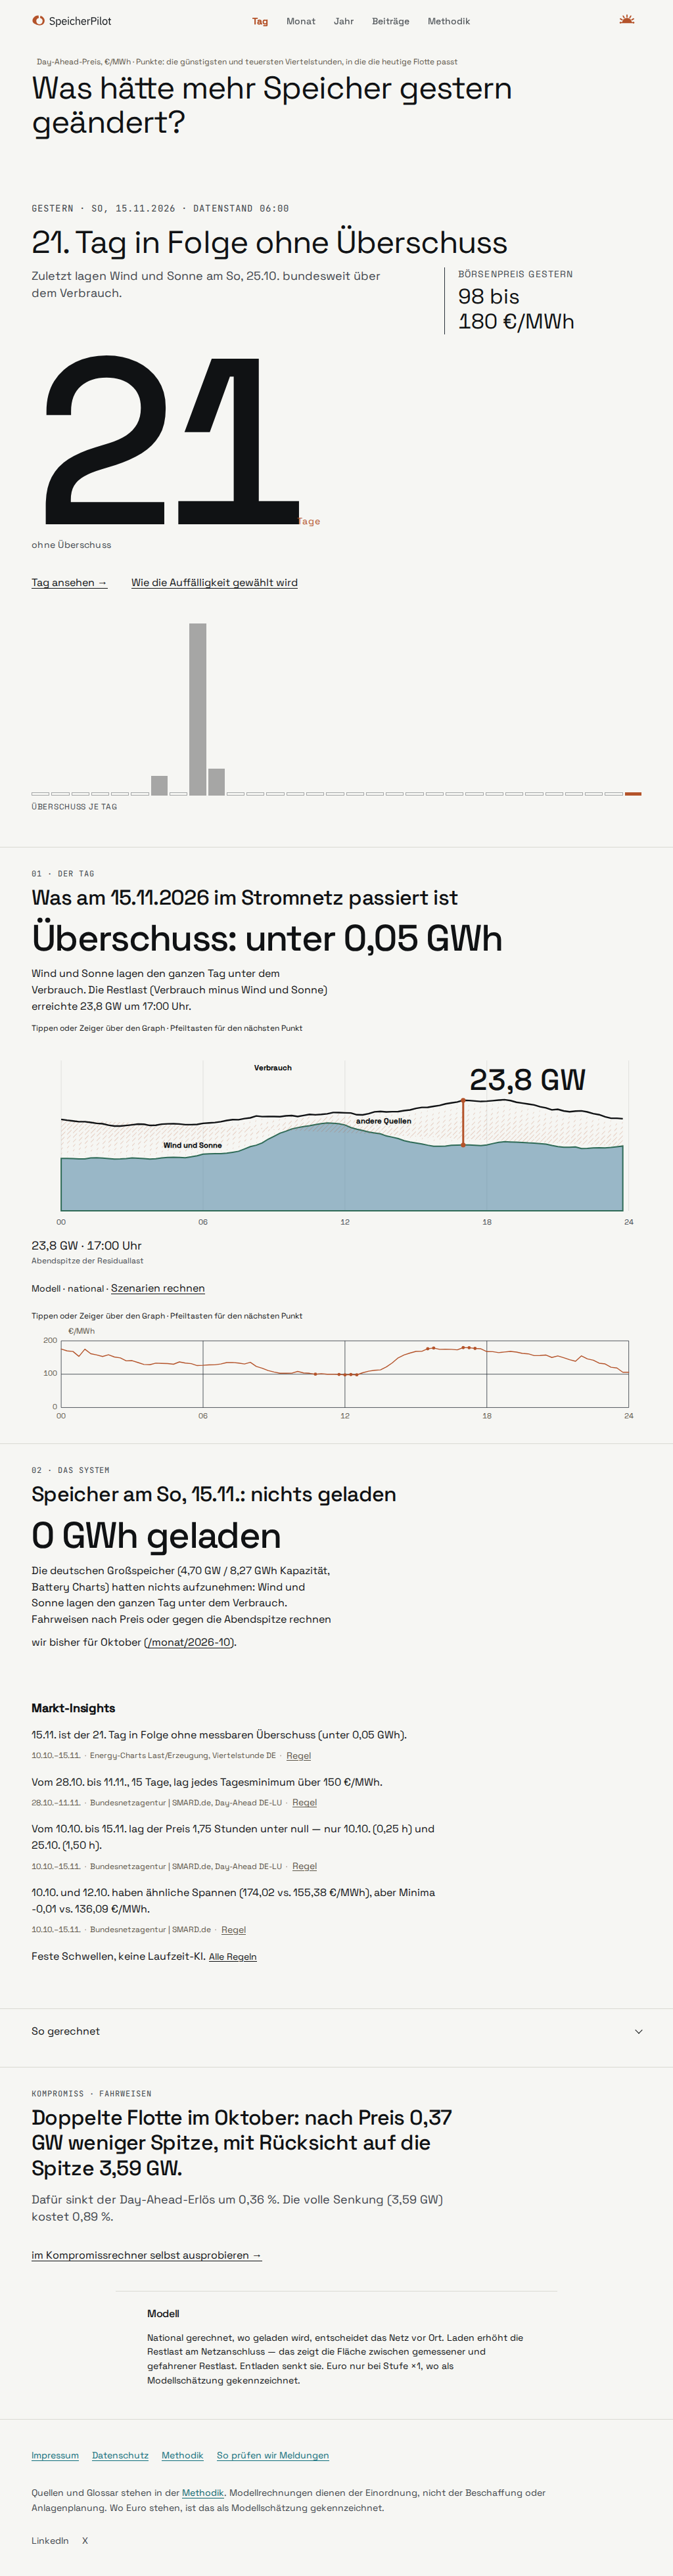 SpeicherPilot
Tag Monat Jahr Beiträge Methodik
Day-Ahead-Preis, €/MWh · Punkte: die günstigsten und teuersten Viertelstunden, in die die heutige Flotte passt
Was hätte mehr Speicher gestern
geändert?
GESTERN · SO, 15.11.2026 · DATENSTAND 06:00
21. Tag in Folge ohne Überschuss
Zuletzt lagen Wind und Sonne am So, 25.10. bundesweit über
dem Verbrauch.
BÖRSENPREIS GESTERN
98 bis
180 €/MWh
21 Tage
ohne Überschuss
Tag ansehen → Wie die Auffälligkeit gewählt wird
ÜBERSCHUSS JE TAG
01 · DER TAG
Was am 15.11.2026 im Stromnetz passiert ist
Überschuss: unter 0,05 GWh
Wind und Sonne lagen den ganzen Tag unter dem
Verbrauch. Die Restlast (Verbrauch minus Wind und Sonne)
erreichte 23,8 GW um 17:00 Uhr.
Tippen oder Zeiger über den Graph · Pfeiltasten für den nächsten Punkt
Verbrauch
23,8 GW
andere Quellen
Wind und Sonne
00 06 12 18 24
23,8 GW · 17:00 Uhr
Abendspitze der Residuallast
Modell · national · Szenarien rechnen
Tippen oder Zeiger über den Graph · Pfeiltasten für den nächsten Punkt
€/MWh
200
100
0
00 06 12 18 24
02 · DAS SYSTEM
Speicher am So, 15.11.: nichts geladen
0 GWh geladen
Die deutschen Großspeicher (4,70 GW / 8,27 GWh Kapazität,
Battery Charts) hatten nichts aufzunehmen: Wind und
Sonne lagen den ganzen Tag unter dem Verbrauch.
Fahrweisen nach Preis oder gegen die Abendspitze rechnen
wir bisher für Oktober (/monat/2026-10).
Markt-Insights
15.11. ist der 21. Tag in Folge ohne messbaren Überschuss (unter 0,05 GWh).
10.10.–15.11. · Energy-Charts Last/Erzeugung, Viertelstunde DE · Regel
Vom 28.10. bis 11.11., 15 Tage, lag jedes Tagesminimum über 150 €/MWh.
28.10.–11.11. · Bundesnetzagentur | SMARD.de, Day-Ahead DE-LU · Regel
Vom 10.10. bis 15.11. lag der Preis 1,75 Stunden unter null — nur 10.10. (0,25 h) und
25.10. (1,50 h).
10.10.–15.11. · Bundesnetzagentur | SMARD.de, Day-Ahead DE-LU · Regel
10.10. und 12.10. haben ähnliche Spannen (174,02 vs. 155,38 €/MWh), aber Minima
-0,01 vs. 136,09 €/MWh.
10.10.–15.11. · Bundesnetzagentur | SMARD.de · Regel
Feste Schwellen, keine Laufzeit-KI. Alle Regeln
So gerechnet
KOMPROMISS · FAHRWEISEN
Doppelte Flotte im Oktober: nach Preis 0,37
GW weniger Spitze, mit Rücksicht auf die
Spitze 3,59 GW.
Dafür sinkt der Day-Ahead-Erlös um 0,36 %. Die volle Senkung (3,59 GW)
kostet 0,89 %.
im Kompromissrechner selbst ausprobieren →
Modell
National gerechnet, wo geladen wird, entscheidet das Netz vor Ort. Laden erhöht die
Restlast am Netzanschluss — das zeigt die Fläche zwischen gemessener und
gefahrener Restlast. Entladen senkt sie. Euro nur bei Stufe ×1, wo als
Modellschätzung gekennzeichnet.
Impressum Datenschutz Methodik So prüfen wir Meldungen
Quellen und Glossar stehen in der Methodik. Modellrechnungen dienen der Einordnung, nicht der Beschaffung oder
Anlagenplanung. Wo Euro stehen, ist das als Modellschätzung gekennzeichnet.
LinkedIn X